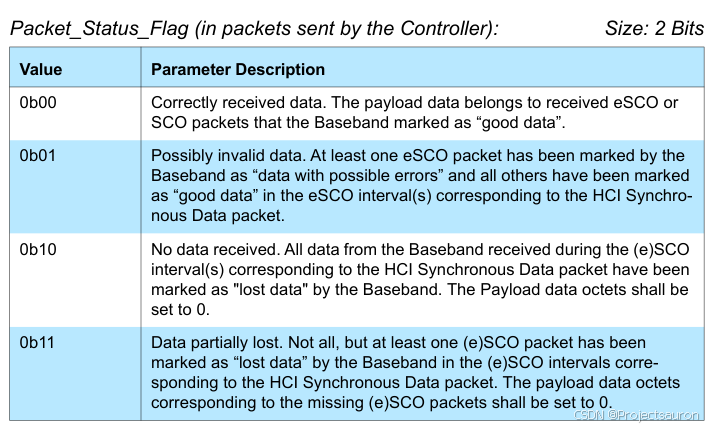 Packet_Status_Flag (in packets sent by the Controller): Size: 2 Bits
Value Parameter Description
0b00 Correctly received data. The payload data belongs to received eSCO or
SCO packets that the Baseband marked as “good data”.
0b01 Possibly invalid data. At least one eSCO packet has been marked by the
Baseband as “data with possible errors” and all others have been marked
as “good data” in the eSCO interval(s) corresponding to the HCI Synchro-
nous Data packet.
0b10 No data received. All data from the Baseband received during the (e)SCO
interval(s) corresponding to the HCI Synchronous Data packet have been
marked as "lost data" by the Baseband. The Payload data octets shall be
set to 0.
0b11 Data partially lost. Not all, but at least one (e)SCO packet has been
marked as “lost data” by the Baseband in the (e)SCO intervals corre-
sponding to the HCI Synchronous Data packet. The payload data octets
corresponding to the missing (e)SCO packets shall be set to 0.
CSDN @Projectsauron